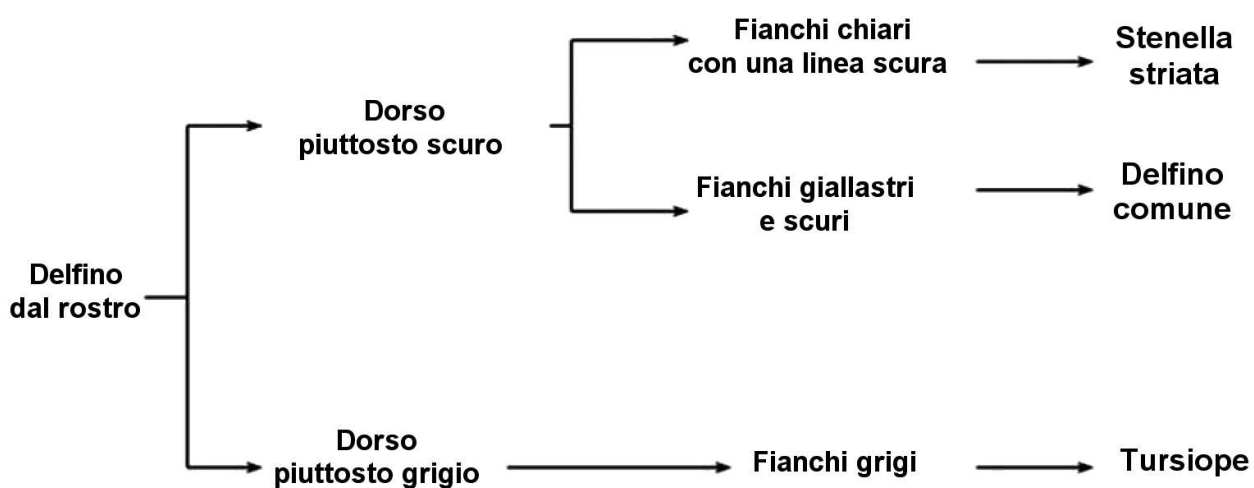 Fianchi chiari
con una linea scura
Stenella
striata
Dorso
piuttosto scuro
Fianchi giallastri
e scuri
Delfino
comune
Delfino
dal rostro
Dorso
piuttosto grigio
Fianchi grigi
Tursiope